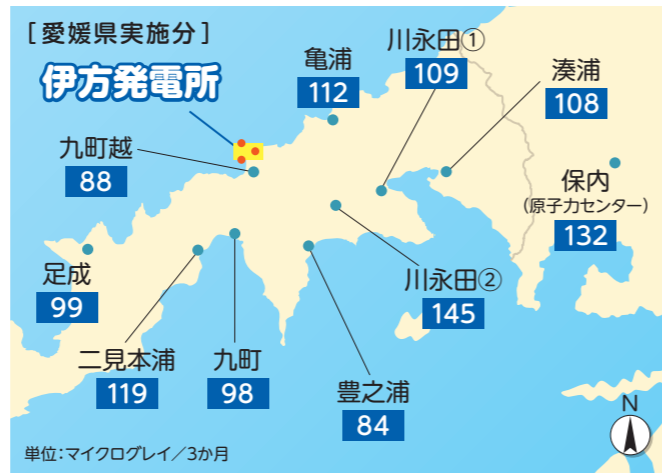 [愛媛県実施分]
伊方発電所
亀浦
112
川永田①
109
湊浦
108
九町越
88
保内
(原子力センター)
132
足成
99
川永田②
145
二見本浦
119
九町
98
豊之浦
84
単位:マイクログレイ/3か月
N